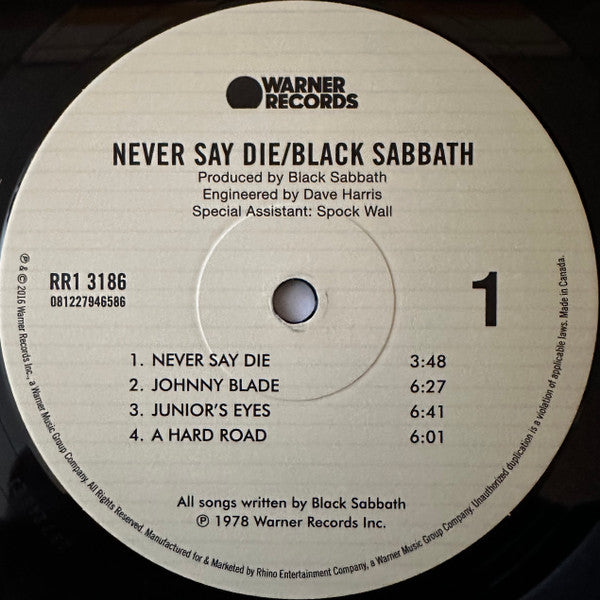 WARNER
RECORDS
NEVER SAY DIE/BLACK SABBATH
Produced by Black Sabbath
Engineered by Dave Harris
Special Assistant: Spock Wall
RR1 3186
081227946586
1
1. NEVER SAY DIE 3:48
2. JOHNNY BLADE 6:27
3. JUNIOR'S EYES 6:41
4. A HARD ROAD 6:01
All songs written by Black Sabbath
℗ 1978 Warner Records Inc.
℗ & © 2016 Warner Records Inc., a Warner Music Group Company. All Rights Reserved. Manufactured for & Marketed by Rhino Entertainment Company, a Warner Music Group Company. Unauthorized duplication is a violation of applicable laws. Made in Canada.